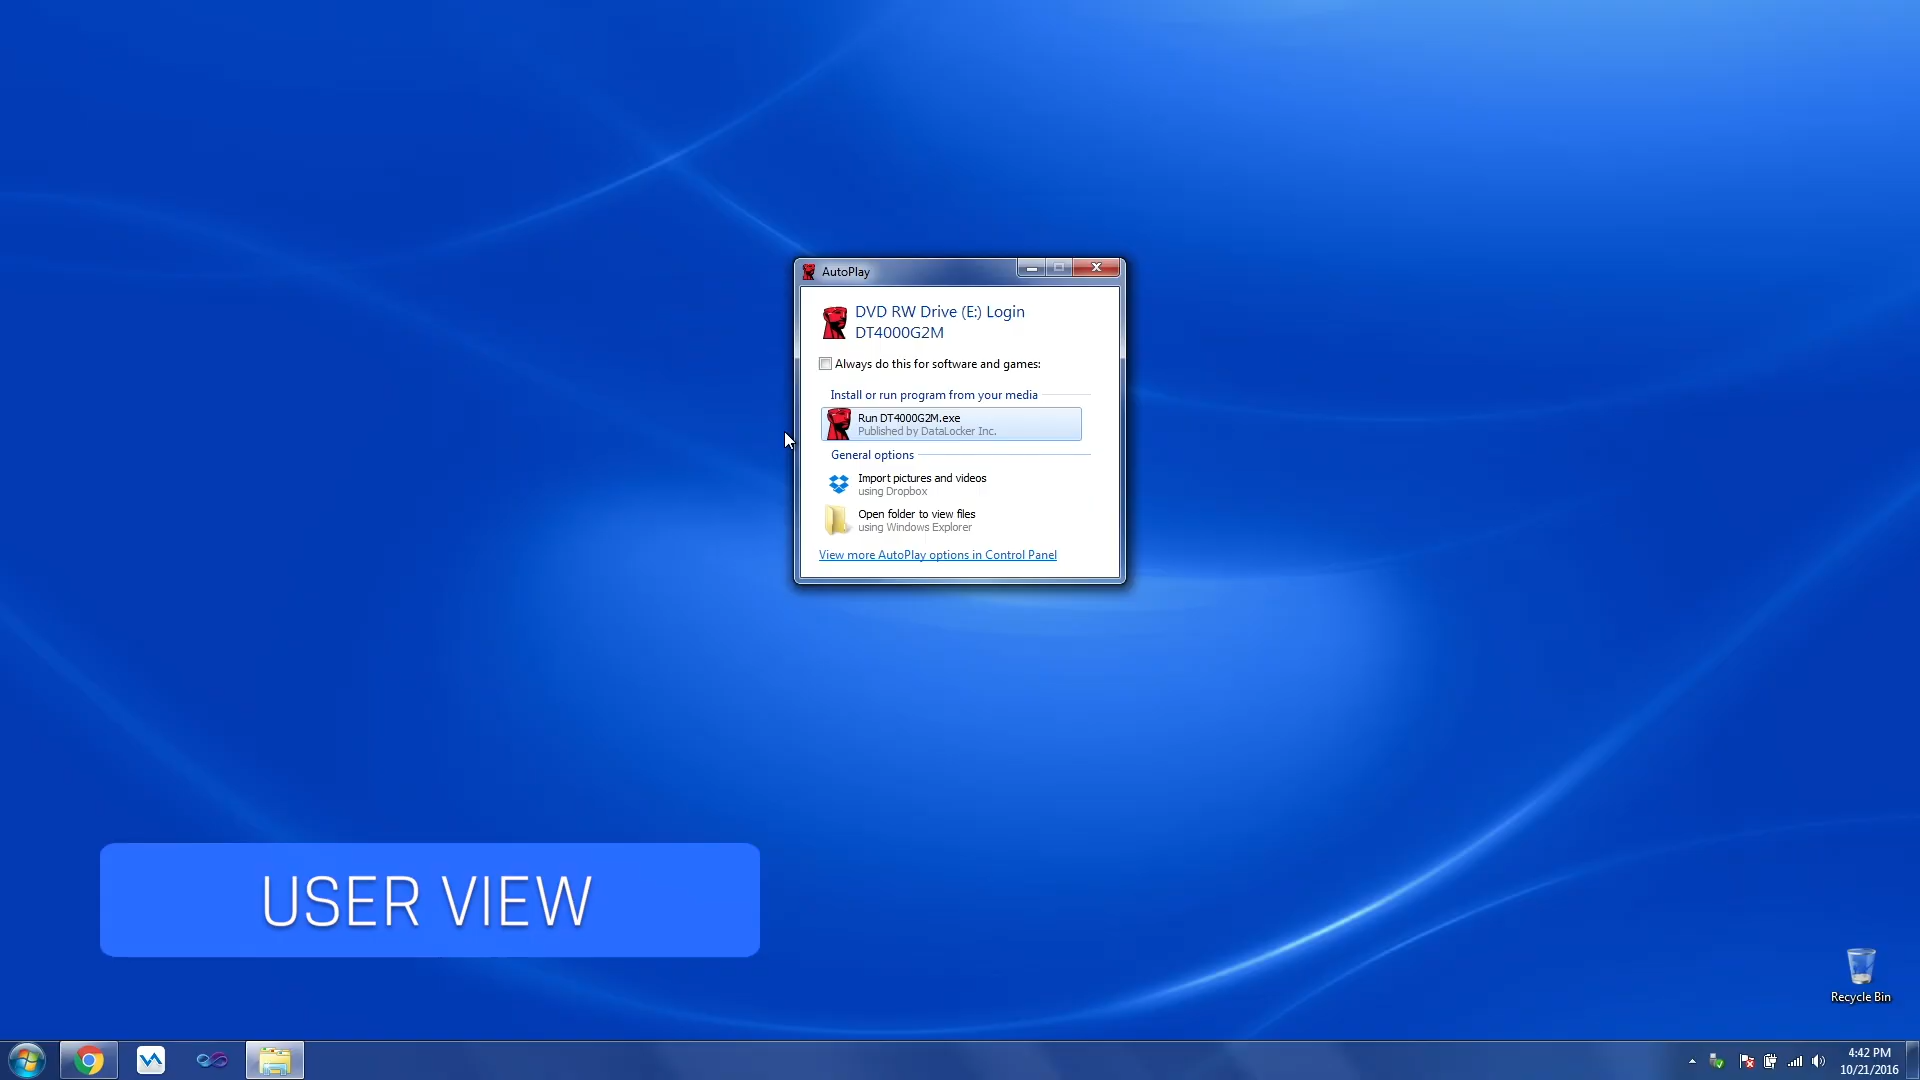 AutoPlay
DVD RW Drive (E:) Login
DT4000G2M
Always do this for software and games:
Install or run program from your media
Run DT4000G2M.exe
Published by DataLocker Inc.
General options
Import pictures and videos
using Dropbox
Open folder to view files
using Windows Explorer
View more AutoPlay options in Control Panel
USER VIEW
Recycle Bin
4:42 PM
10/21/2016